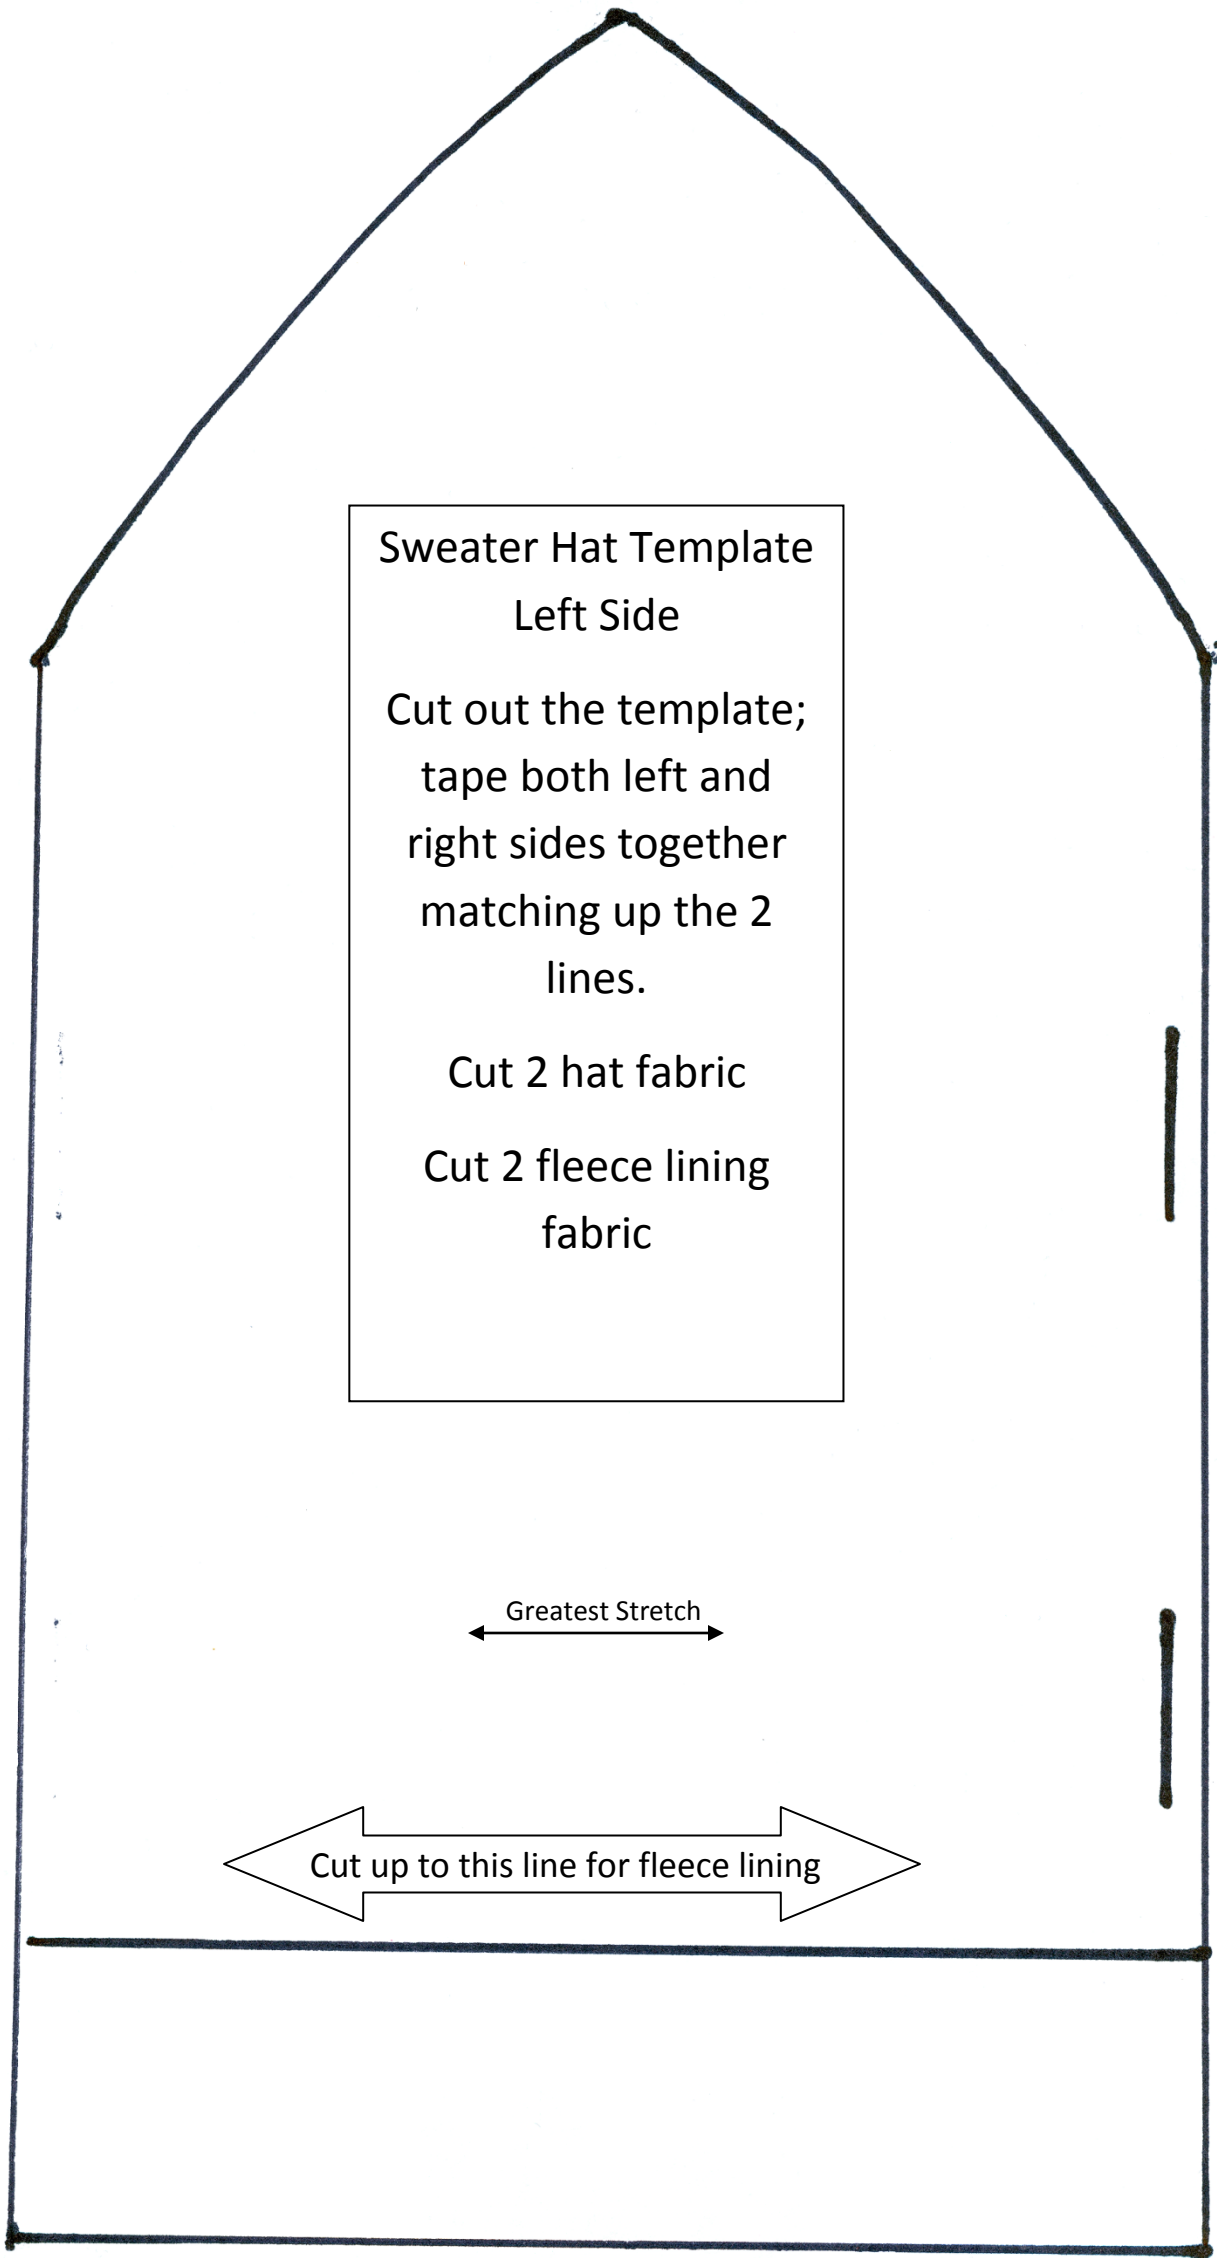 Sweater Hat Template
Left Side
Cut out the template;
tape both left and
right sides together
matching up the 2
lines.
Cut 2 hat fabric
Cut 2 fleece lining
fabric
Greatest Stretch
Cut up to this line for fleece lining